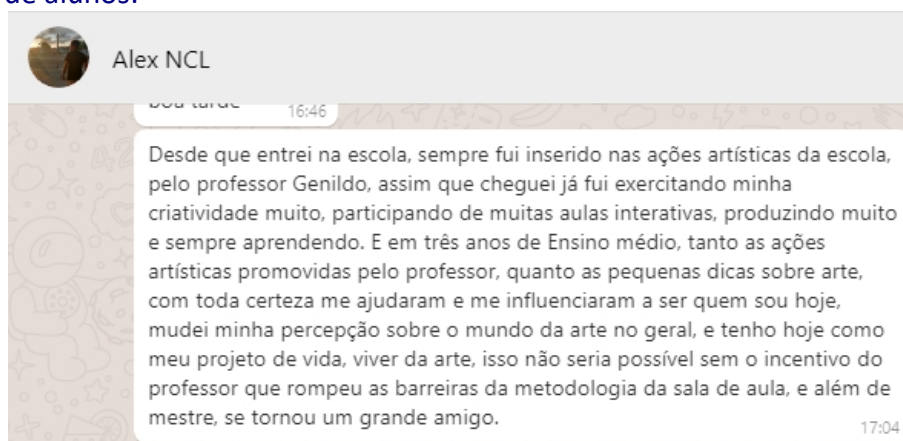 de alunos:
Alex NCL
boa tarde 16:46
Desde que entrei na escola, sempre fui inserido nas ações artísticas da escola,
pelo professor Genildo, assim que cheguei já fui exercitando minha
criatividade muito, participando de muitas aulas interativas, produzindo muito
e sempre aprendendo. E em três anos de Ensino médio, tanto as ações
artísticas promovidas pelo professor, quanto as pequenas dicas sobre arte,
com toda certeza me ajudaram e me influenciaram a ser quem sou hoje,
mudei minha percepção sobre o mundo da arte no geral, e tenho hoje como
meu projeto de vida, viver da arte, isso não seria possível sem o incentivo do
professor que rompeu as barreiras da metodologia da sala de aula, e além de
mestre, se tornou um grande amigo. 17:04